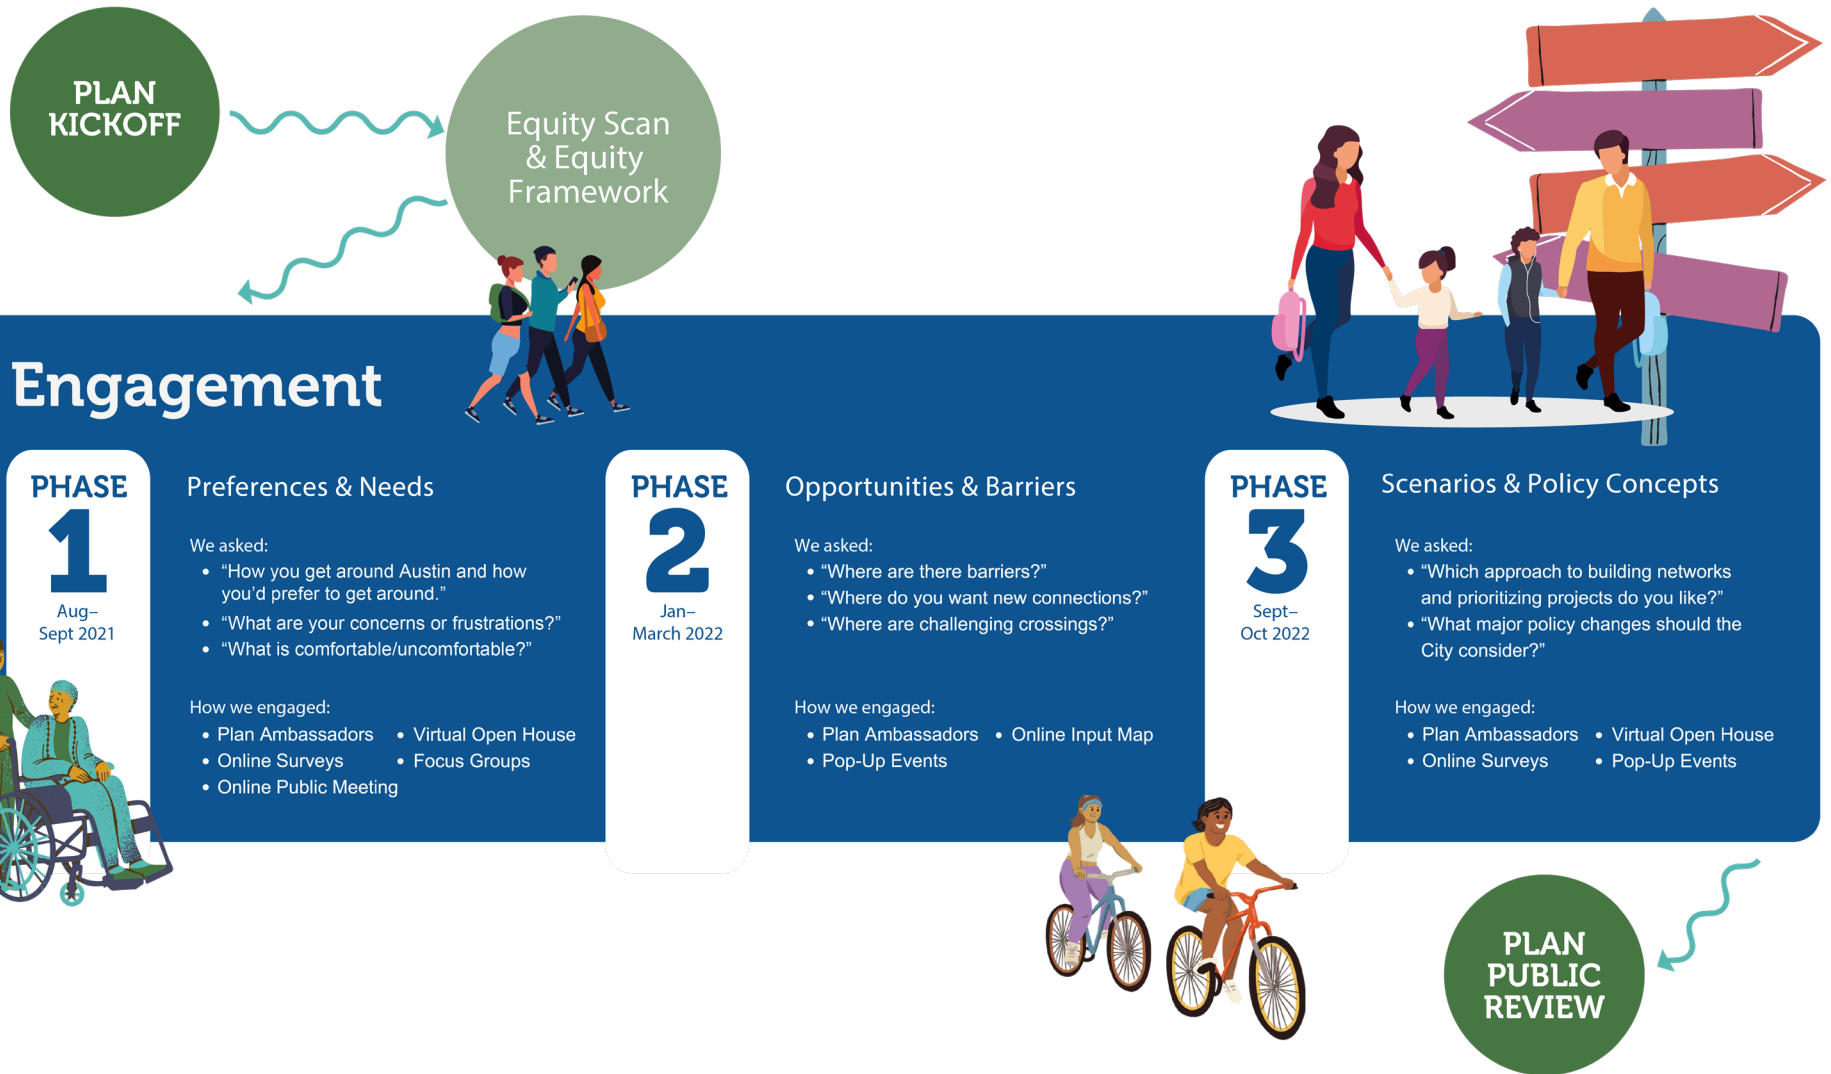 PLAN
KICKOFF
Equity Scan
& Equity
Framework
Engagement
PHASE
1
Aug–
Sept 2021
Preferences & Needs
We asked:
• “How you get around Austin and how
you’d prefer to get around.”
• “What are your concerns or frustrations?”
• “What is comfortable/uncomfortable?”
How we engaged:
• Plan Ambassadors
• Online Surveys
• Online Public Meeting
• Virtual Open House
• Focus Groups
PHASE
2
Jan–
March 2022
Opportunities & Barriers
We asked:
• “Where are there barriers?”
• “Where do you want new connections?”
• “Where are challenging crossings?”
How we engaged:
• Plan Ambassadors
• Pop-Up Events
• Online Input Map
PHASE
3
Sept–
Oct 2022
Scenarios & Policy Concepts
We asked:
• “Which approach to building networks
and prioritizing projects do you like?”
• “What major policy changes should the
City consider?”
How we engaged:
• Plan Ambassadors
• Online Surveys
• Virtual Open House
• Pop-Up Events
PLAN
PUBLIC
REVIEW